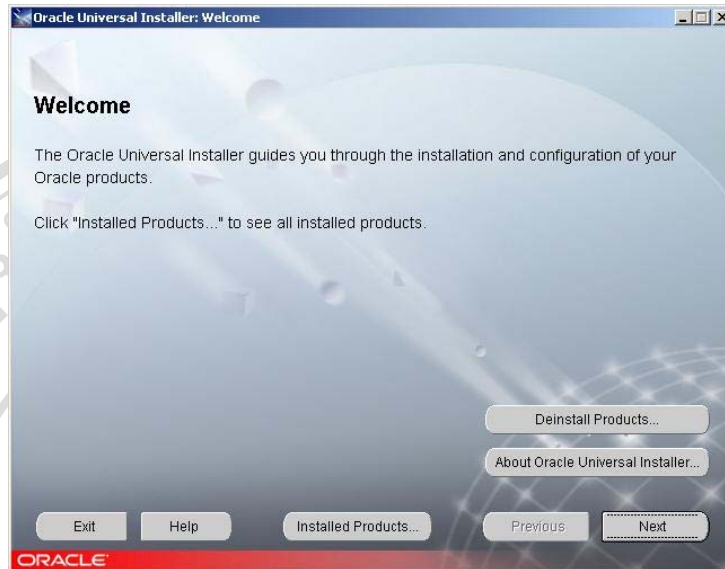 Oracle Universal Installer: Welcome
Welcome
The Oracle Universal Installer guides you through the installation and configuration of your
Oracle products.
Click "Installed Products..." to see all installed products.
Deinstall Products...
About Oracle Universal Installer...
Exit Help Installed Products... Previous Next
ORACLE